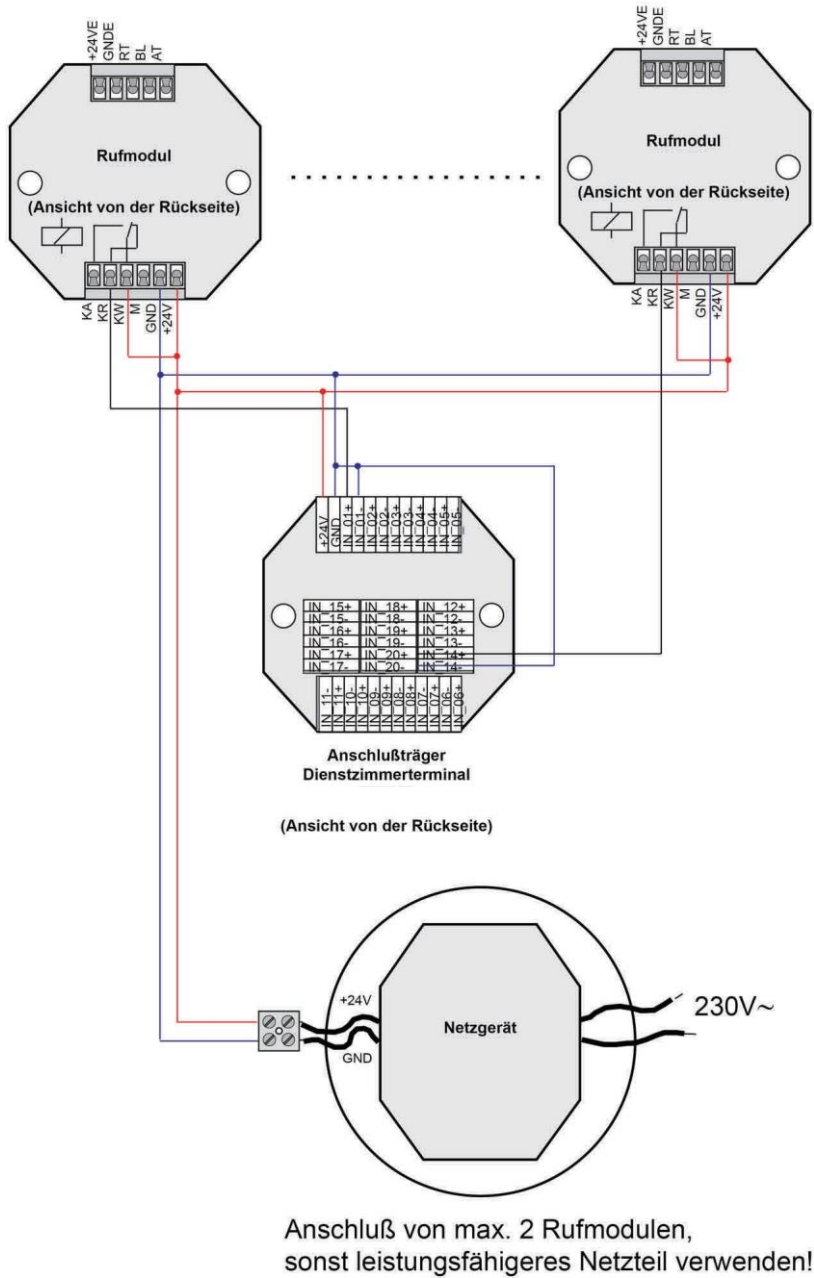 +24VE
GNDE
RT
BL
AT
Rufmodul
(Ansicht von der Rückseite)
KA
KR
KW
M
GND
+24V
+24VE
GNDE
RT
BL
AT
Rufmodul
(Ansicht von der Rückseite)
KA
KR
KW
M
GND
+24V
+24V
GND
IN_01+
IN_01-
IN_02+
IN_02-
IN_03+
IN_03-
IN_04+
IN_04-
IN_05+
IN_05-
IN_15+ IN_18+ IN_12+
IN_15- IN_18- IN_12-
IN_16+ IN_19+ IN_13+
IN_16- IN_19- IN_13-
IN_17+ IN_20+ IN_14+
IN_17- IN_20- IN_14-
IN_11-
IN_11+
IN_10-
IN_10+
IN_09-
IN_09+
IN_08-
IN_08+
IN_07-
IN_07+
IN_06-
IN_06+
Anschlußträger
Dienstzimmerterminal
(Ansicht von der Rückseite)
+24V
GND
Netzgerät
230V~
Anschluß von max. 2 Rufmodulen,
sonst leistungsfähigeres Netzteil verwenden!